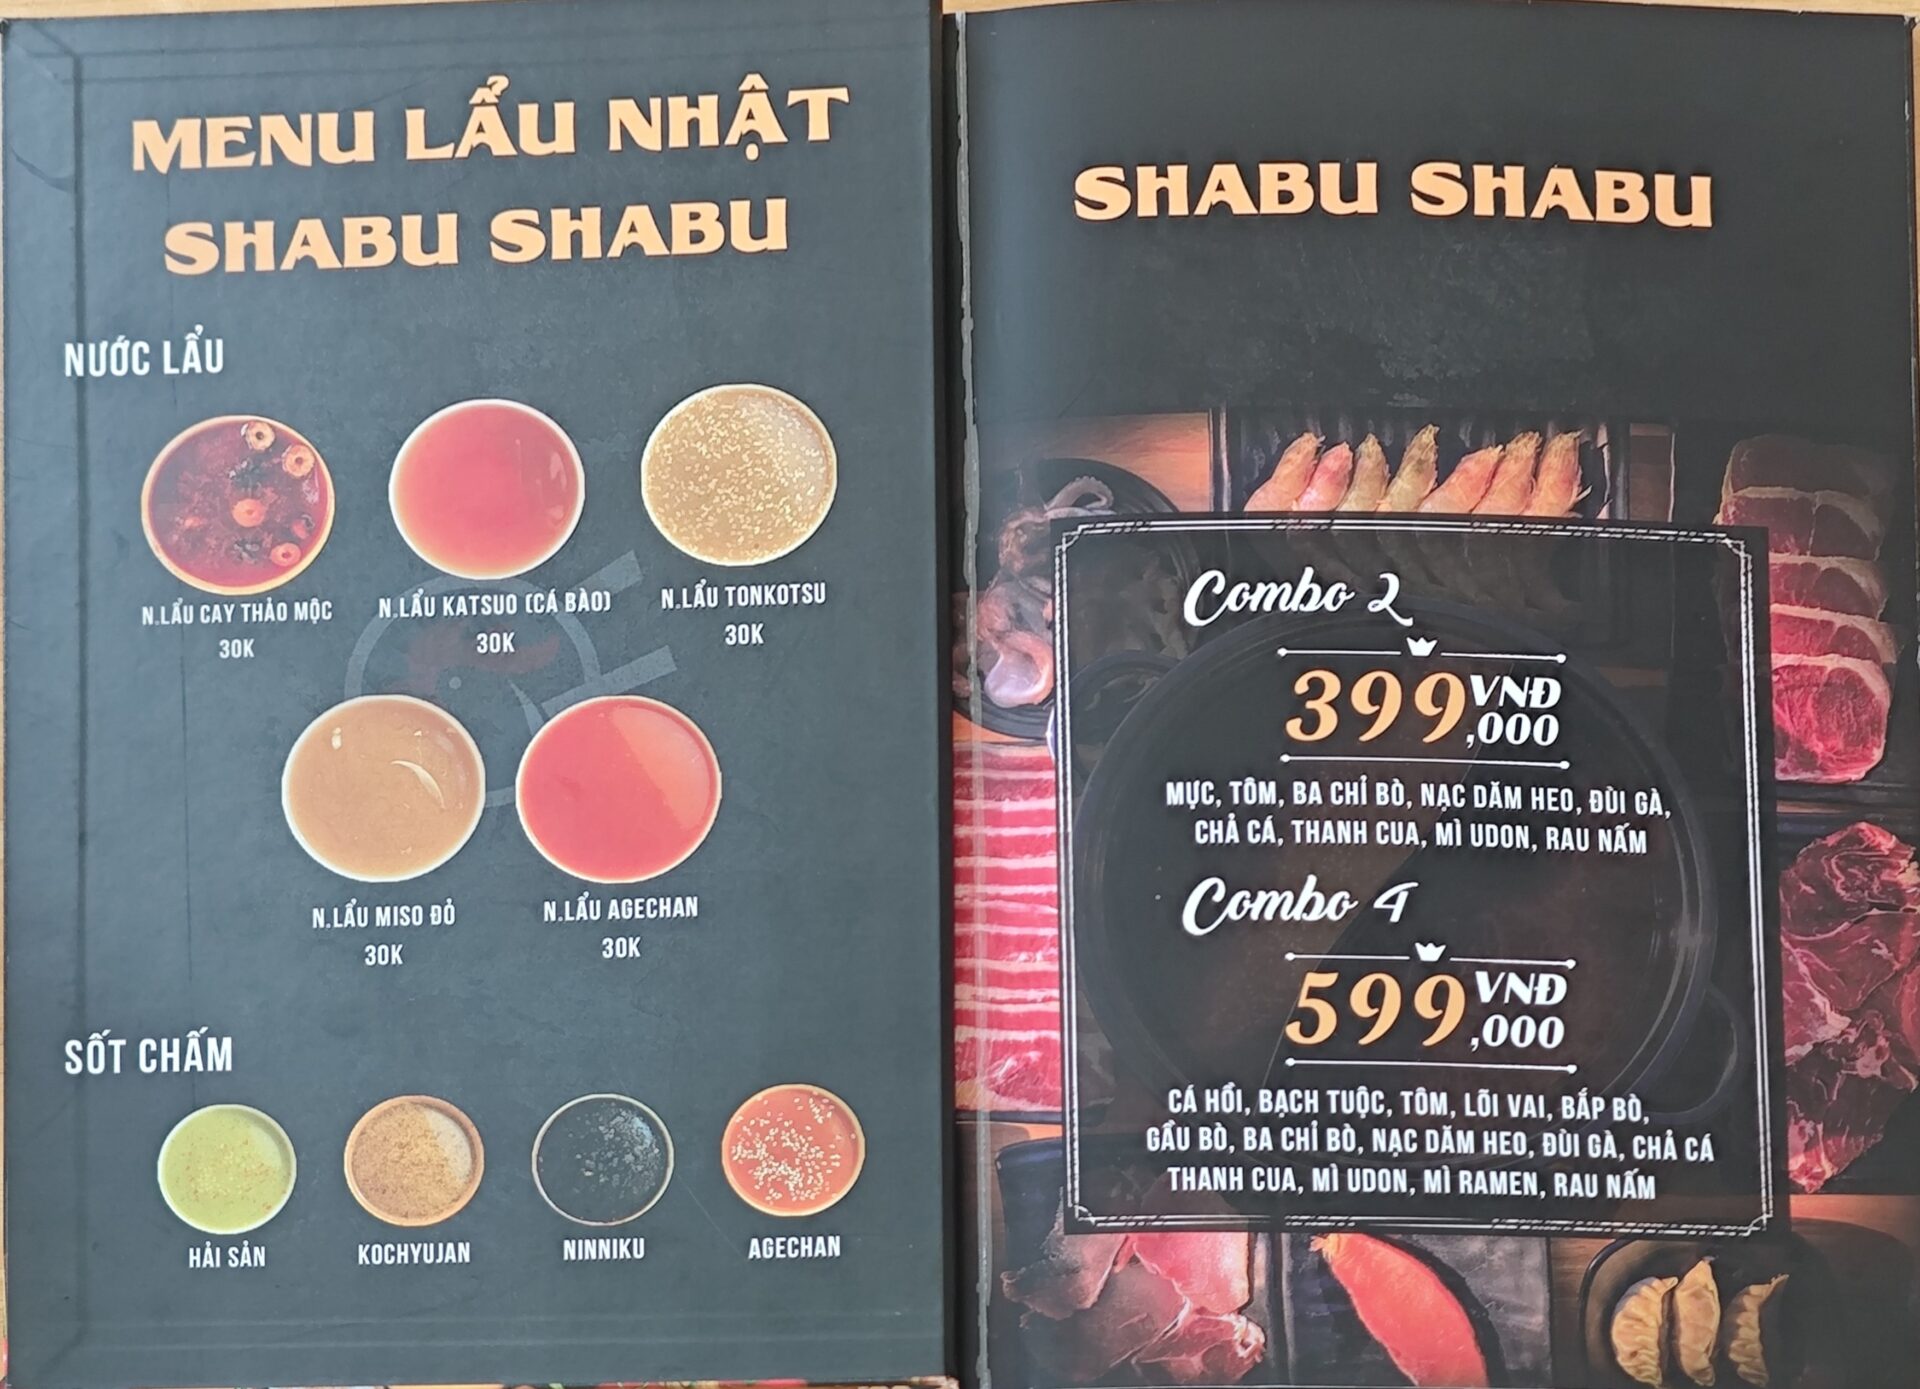 MENU LẨU NHẬT
SHABU SHABU
NƯỚC LẨU
N.LẨU CAY THẢO MỘC
30K
N.LẨU KATSUO (CÁ BÀO)
30K
N.LẨU TONKOTSU
30K
N.LẨU MISO ĐỎ
30K
N.LẨU AGECHAN
30K
SỐT CHẤM
HẢI SẢN
KOCHYUJAN
NINNIKU
AGECHAN
SHABU SHABU
Combo 2
399,000 VNĐ
MỰC, TÔM, BA CHỈ BÒ, NẠC DĂM HEO, ĐÙI GÀ,
CHẢ CÁ, THANH CUA, MÌ UDON, RAU NẤM
Combo 4
599,000 VNĐ
CÁ HỒI, BẠCH TUỘC, TÔM, LÕI VAI, BẮP BÒ,
GẦU BÒ, BA CHỈ BÒ, NẠC DĂM HEO, ĐÙI GÀ, CHẢ CÁ
THANH CUA, MÌ UDON, MÌ RAMEN, RAU NẤM